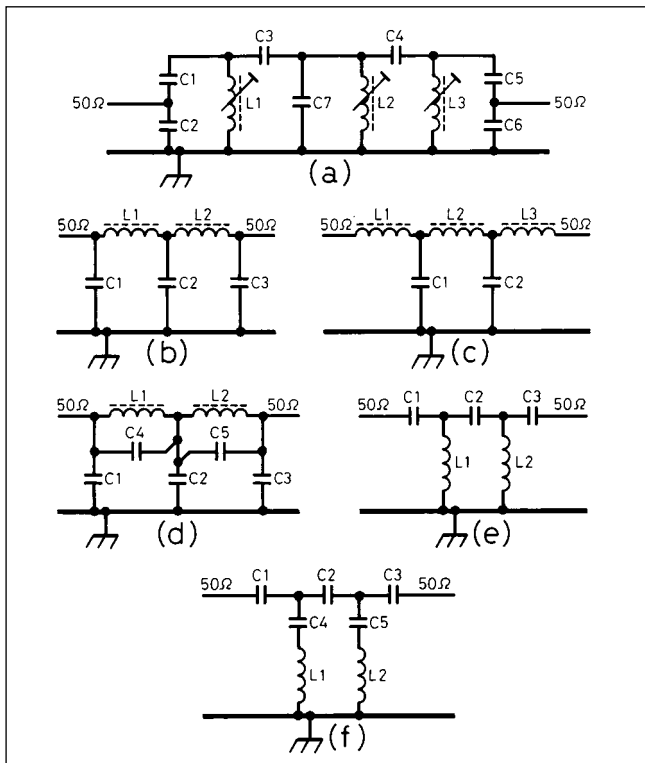 C3 C4
C1 L1 C7 L2 L3 C5
50Ω 50Ω
C2 C6
(a)
50Ω L1 L2 50Ω
C1 C2 C3
(b)
50Ω L1 L2 L3 50Ω
C1 C2
(c)
50Ω L1 L2 50Ω
C4 C5
C1 C2 C3
(d)
50Ω C1 C2 C3 50Ω
L1 L2
(e)
50Ω C1 C2 C3 50Ω
C4 C5
L1 L2
(f)